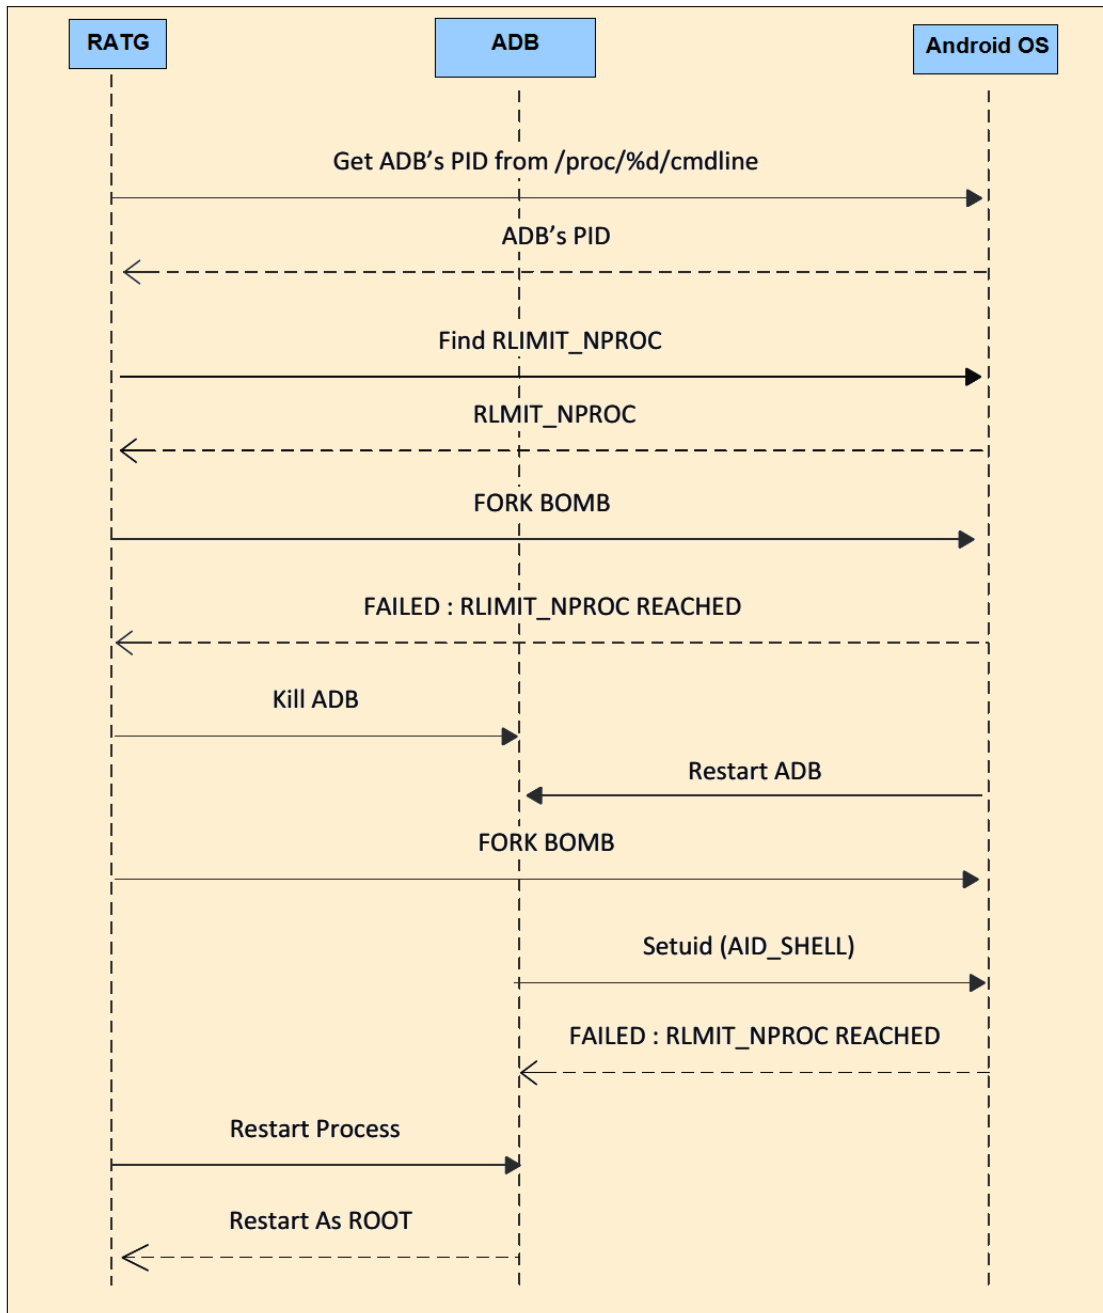 RATG
ADB
Android OS
Get ADB's PID from /proc/%d/cmdline
ADB's PID
Find RLIMIT_NPROC
RLMIT_NPROC
FORK BOMB
FAILED : RLIMIT_NPROC REACHED
Kill ADB
Restart ADB
FORK BOMB
Setuid (AID_SHELL)
FAILED : RLMIT_NPROC REACHED
Restart Process
Restart As ROOT